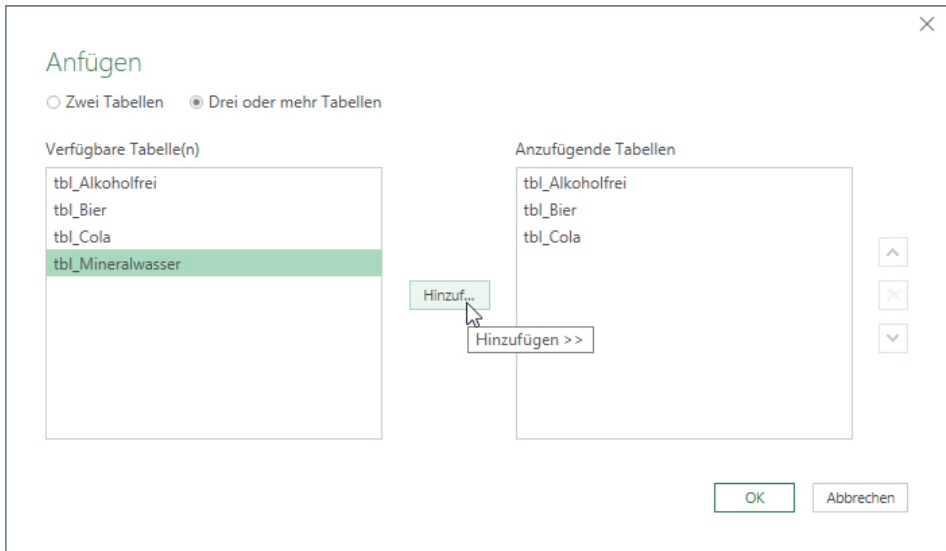 Anfügen
Zwei Tabellen Drei oder mehr Tabellen
Verfügbare Tabelle(n)
tbl_Alkoholfrei
tbl_Bier
tbl_Cola
tbl_Mineralwasser
Hinzuf...
Hinzufügen >>
Anzufügende Tabellen
tbl_Alkoholfrei
tbl_Bier
tbl_Cola
OK Abbrechen